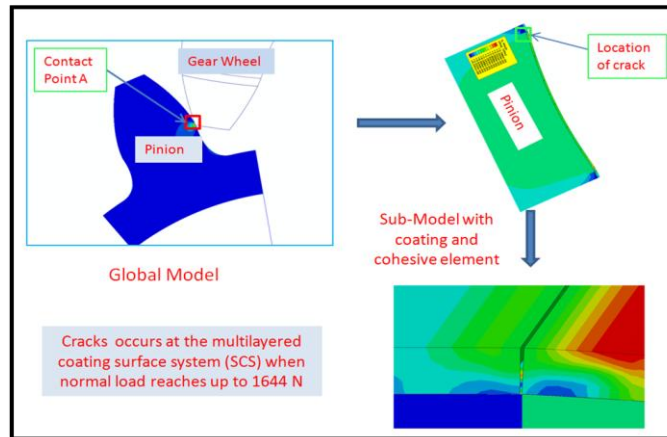 Contact
Point A
Gear Wheel
Pinion
Global Model
Location
of crack
Pinion
Sub-Model with
coating and
cohesive element
Cracks occurs at the multilayered
coating surface system (SCS) when
normal load reaches up to 1644 N